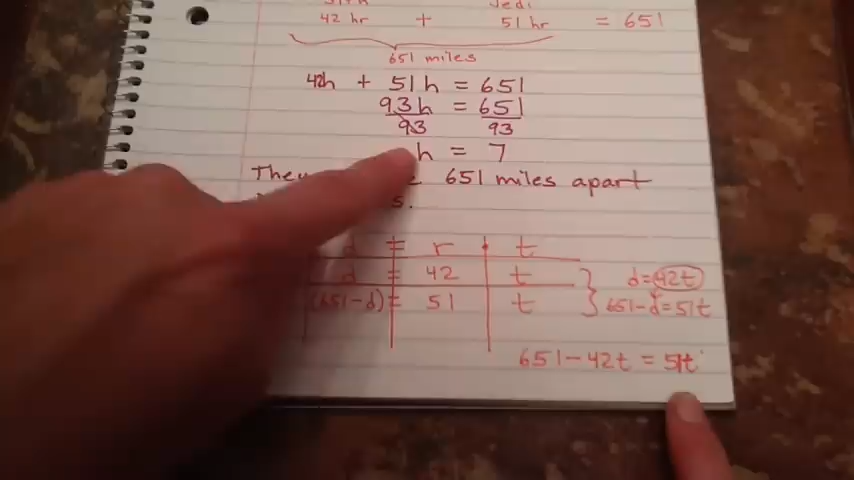 42 hr + 51 hr = 651
651 miles
42h + 51h = 651
93h = 651
93 93
h = 7
They 651 miles apart
s.
d = r · t
d = 42 t d = 42t
(651-d) = 51 t 651-d = 51t
651-42t = 51t